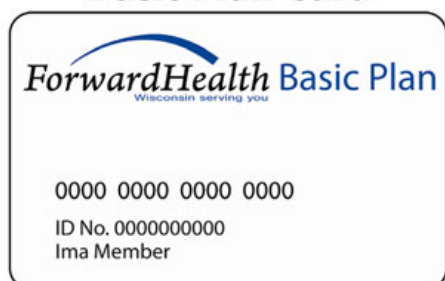 ForwardHealth Basic Plan
Wisconsin serving you
0000 0000 0000 0000
ID No. 0000000000
Ima Member